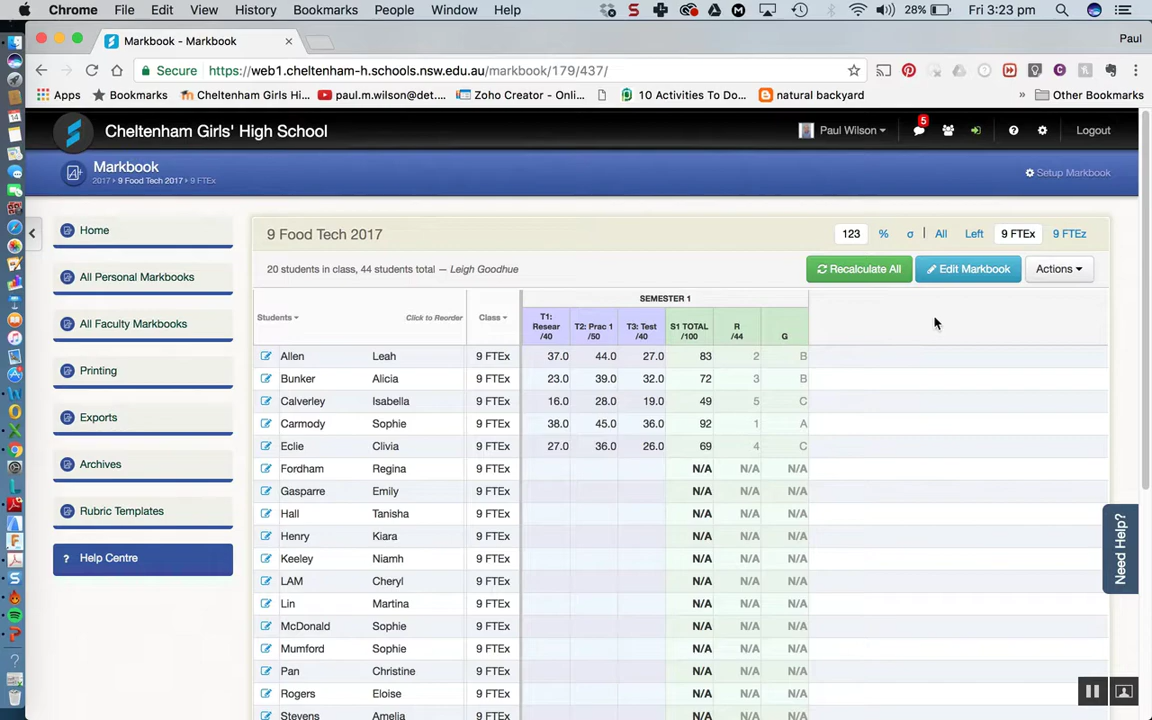 Chrome File Edit View History Bookmarks People Window Help 28% Fri 3:23 pm
Markbook - Markbook Paul
Secure https://web1.cheltenham-h.schools.nsw.edu.au/markbook/179/437/
Apps Bookmarks Cheltenham Girls Hi... paul.m.wilson@det.... Zoho Creator - Onli... 10 Activities To Do... natural backyard » Other Bookmarks
Cheltenham Girls' High School Paul Wilson 5 Logout
Markbook
2017 › 9 Food Tech 2017 › 9 FTEx
Setup Markbook
Home
All Personal Markbooks
All Faculty Markbooks
Printing
Exports
Archives
Rubric Templates
? Help Centre
9 Food Tech 2017 123 % σ | All Left 9 FTEx 9 FTEz
20 students in class, 44 students total — Leigh Goodhue Recalculate All Edit Markbook Actions
SEMESTER 1
Students Click to Reorder Class T1: Resear /40 T2: Prac 1 /50 T3: Test /40 S1 TOTAL /100 R /44 G
Allen Leah 9 FTEx 37.0 44.0 27.0 83 2 B
Bunker Alicia 9 FTEx 23.0 39.0 32.0 72 3 B
Calverley Isabella 9 FTEx 16.0 28.0 19.0 49 5 C
Carmody Sophie 9 FTEx 38.0 45.0 36.0 92 1 A
Eclie Clivia 9 FTEx 27.0 36.0 26.0 69 4 C
Fordham Regina 9 FTEx N/A N/A N/A
Gasparre Emily 9 FTEx N/A N/A N/A
Hall Tanisha 9 FTEx N/A N/A N/A
Henry Kiara 9 FTEx N/A N/A N/A
Keeley Niamh 9 FTEx N/A N/A N/A
LAM Cheryl 9 FTEx N/A N/A N/A
Lin Martina 9 FTEx N/A N/A N/A
McDonald Sophie 9 FTEx N/A N/A N/A
Mumford Sophie 9 FTEx N/A N/A N/A
Pan Christine 9 FTEx N/A N/A N/A
Rogers Eloise 9 FTEx N/A N/A N/A
Stevens Amelia 9 FTEx N/A N/A N/A
Need Help?